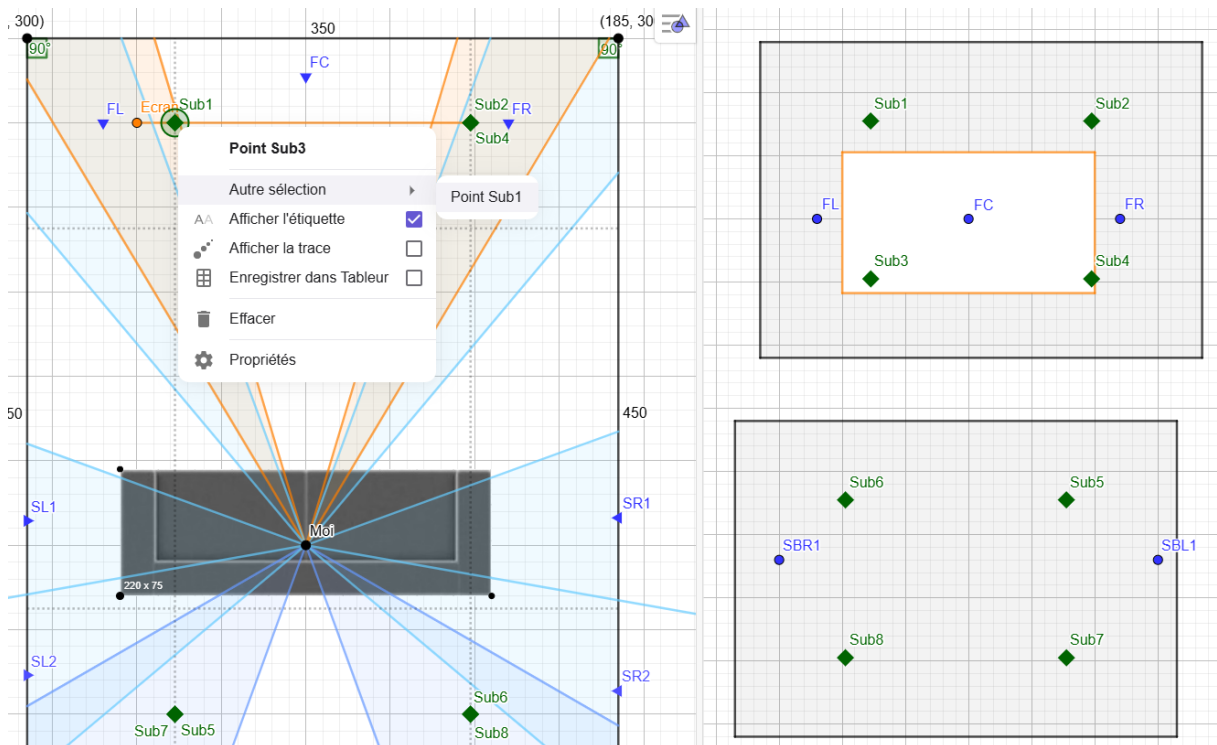 , 300)
350
(185, 30
90°
90°
FC
FL
Ecran
Sub1
Sub2
FR
Sub4
Point Sub3
Autre sélection
Point Sub1
AA Afficher l'étiquette
Afficher la trace
Enregistrer dans Tableur
Effacer
Propriétés
50
450
SL1
SR1
Moi
220 x 75
SL2
SR2
Sub6
Sub7 Sub5
Sub8
Sub1
Sub2
FL
FC
FR
Sub3
Sub4
Sub6
Sub5
SBR1
SBL1
Sub8
Sub7